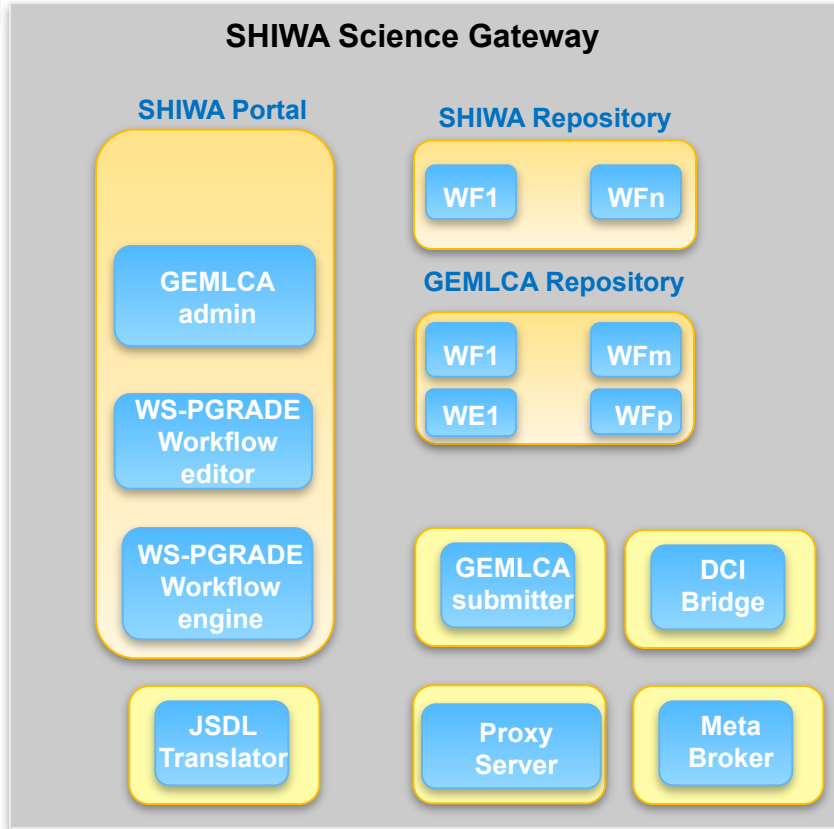 SHIWA Science Gateway
SHIWA Portal
GEMLCA
admin
WS-PGRADE
Workflow
editor
WS-PGRADE
Workflow
engine
SHIWA Repository
WF1
WFn
GEMLCA Repository
WF1
WFm
WE1
WFp
GEMLCA
submitter
DCI
Bridge
JSDL
Translator
Proxy
Server
Meta
Broker